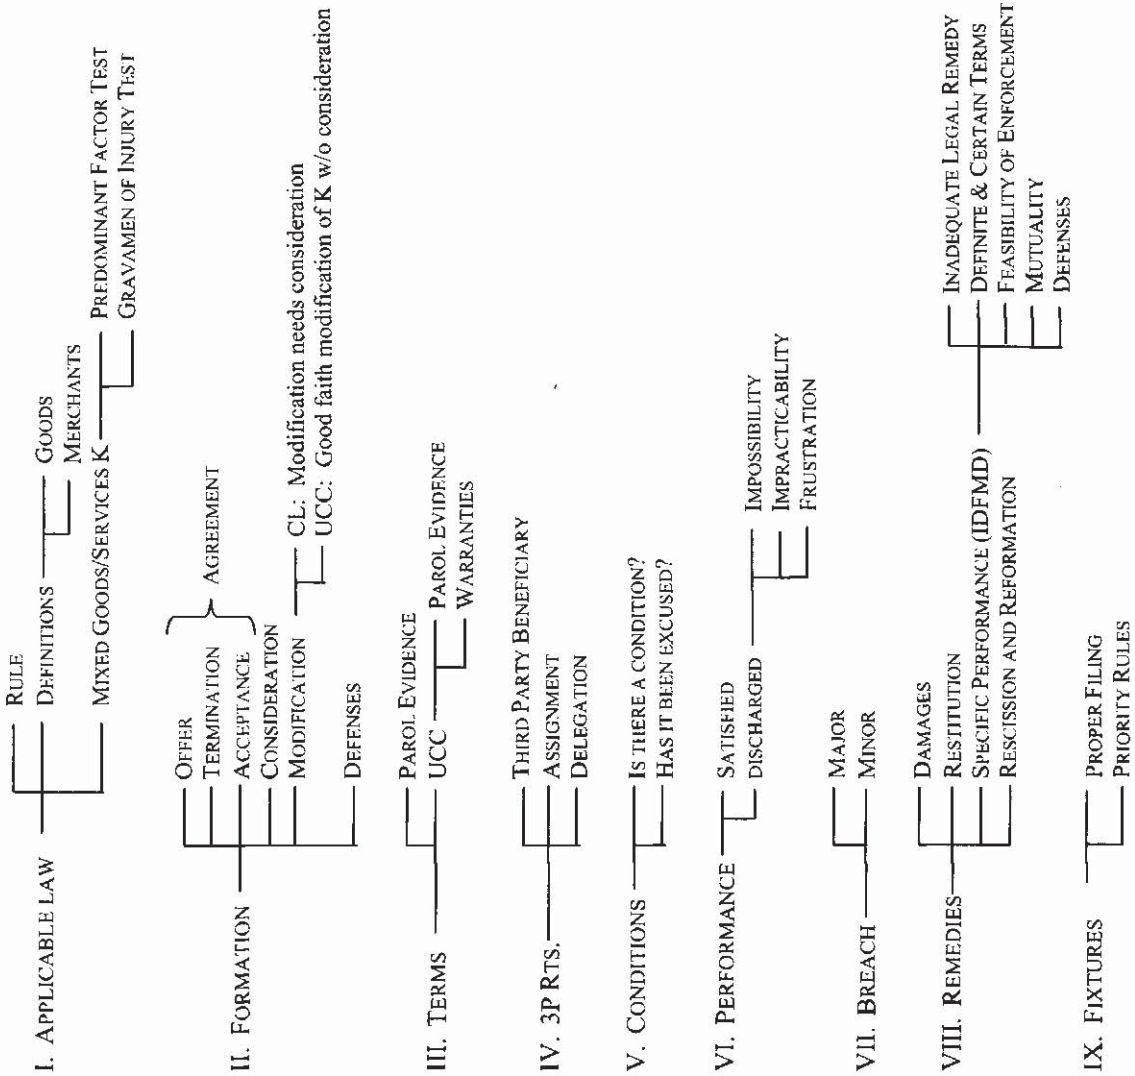 I. APPLICABLE LAW
RULE
DEFINITIONS
GOODS
MERCHANTS
MIXED GOODS/SERVICES K
PREDOMINANT FACTOR TEST
GRAVAMEN OF INJURY TEST
II. FORMATION
OFFER
TERMINATION
ACCEPTANCE
AGREEMENT
CONSIDERATION
MODIFICATION
CL: Modification needs consideration
UCC: Good faith modification of K w/o consideration
DEFENSES
III. TERMS
PAROL EVIDENCE
UCC
PAROL EVIDENCE
WARRANTIES
IV. 3P RTS.
THIRD PARTY BENEFICIARY
ASSIGNMENT
DELEGATION
V. CONDITIONS
IS THERE A CONDITION?
HAS IT BEEN EXCUSED?
VI. PERFORMANCE
SATISFIED
DISCHARGED
IMPOSSIBILITY
IMPRACTICABILITY
FRUSTRATION
VII. BREACH
MAJOR
MINOR
VIII. REMEDIES
DAMAGES
RESTITUTION
SPECIFIC PERFORMANCE (IDFMD)
INADEQUATE LEGAL REMEDY
DEFINITE & CERTAIN TERMS
FEASIBILITY OF ENFORCEMENT
MUTUALITY
DEFENSES
RESCISSION AND REFORMATION
IX. FIXTURES
PROPER FILING
PRIORITY RULES